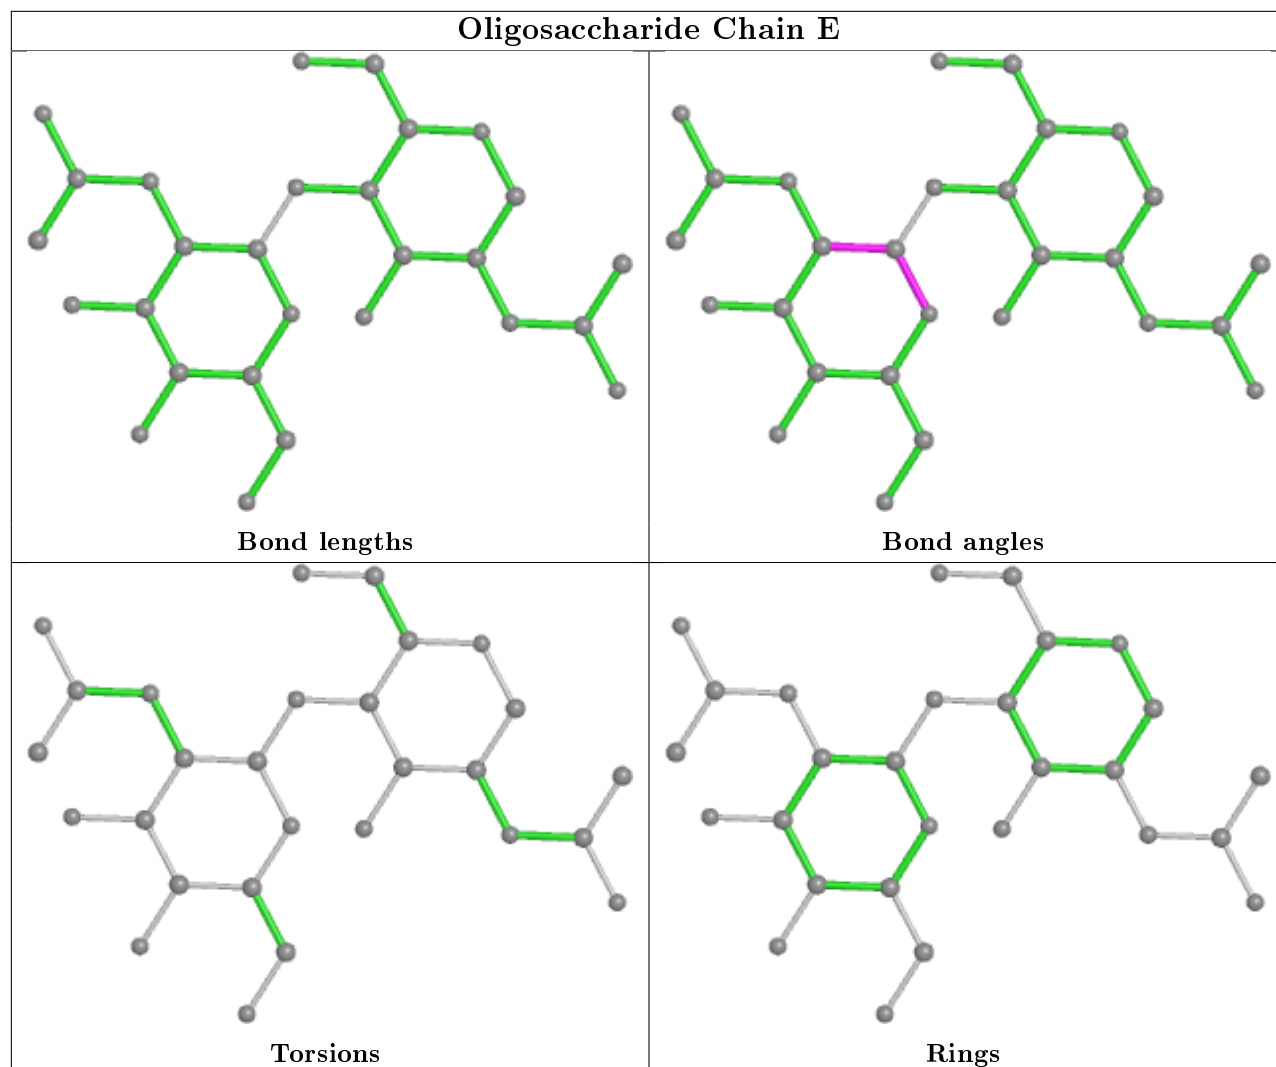 Oligosaccharide Chain E
Bond lengths
Bond angles
Torsions
Rings